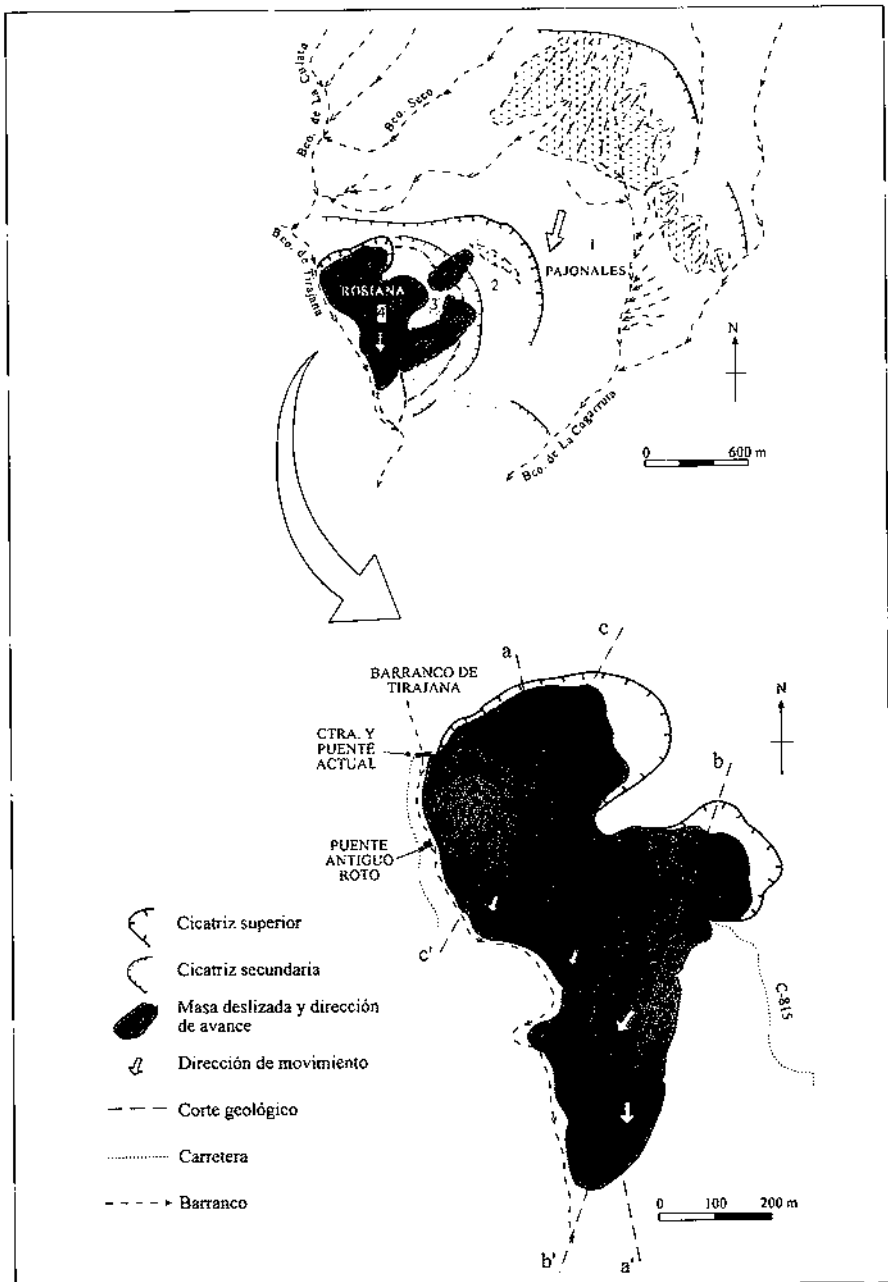 Bco. de La Culata
Bco. Seco
Bco. de Tirajana
1
1
PAJONALES
2
ROSIANA
3
4
N
Bco. de La Cagarruta
0 600 m
a
c
BARRANCO DE
TIRAJANA
N
CTRA. Y
PUENTE
ACTUAL
b
PUENTE
ANTIGUO
ROTO
c'
C-815
Cicatriz superior
Cicatriz secundaria
Masa deslizada y dirección
de avance
Dirección de movimiento
Corte geológico
Carretera
Barranco
0 100 200 m
b'
a'